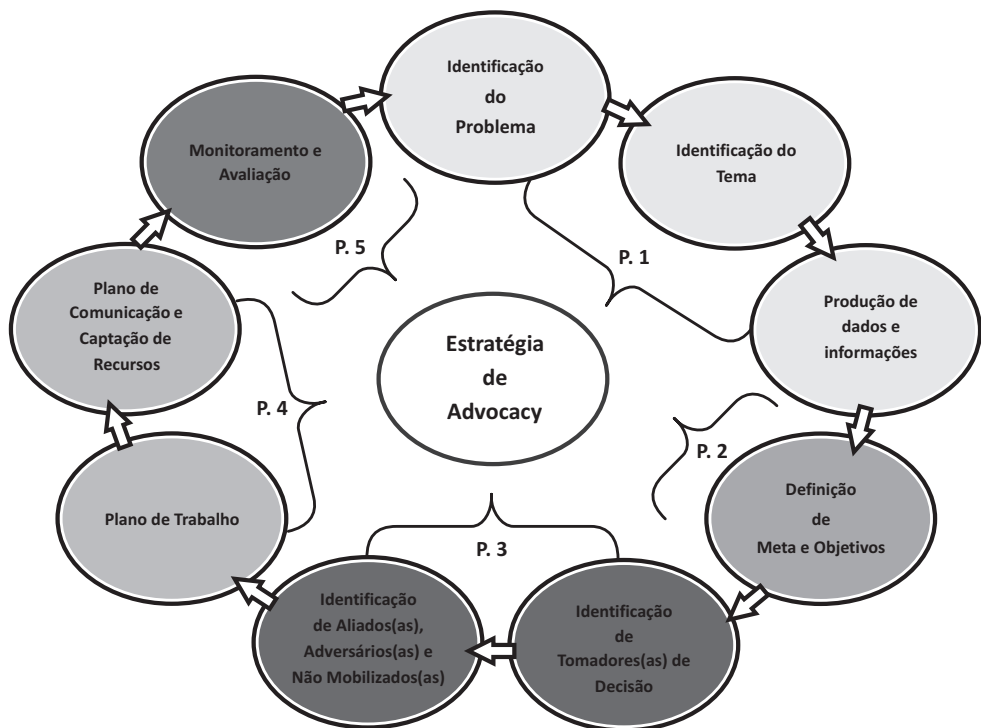 Identificação
do
Problema
Identificação do
Tema
Produção de
dados e
informações
Definição
de
Meta e Objetivos
Identificação
de
Tomadores(as) de
Decisão
Identificação
de Aliados(as),
Adversários(as) e
Não Mobilizados(as)
Plano de Trabalho
Plano de
Comunicação e
Captação de
Recursos
Monitoramento e
Avaliação
P. 1
P. 2
P. 3
P. 4
P. 5
Estratégia
de
Advocacy